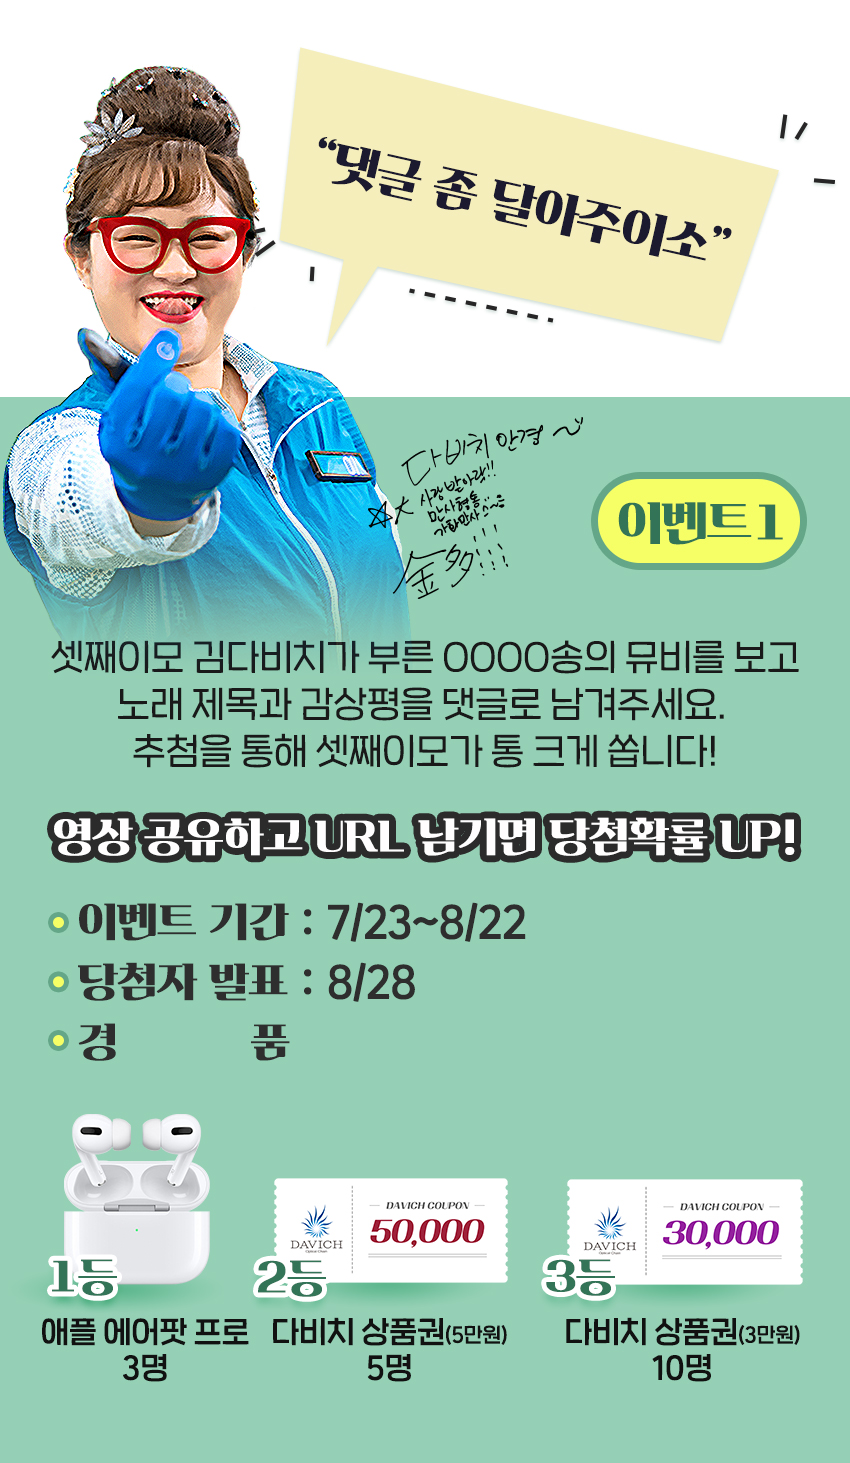 “댓글 좀 달아주이소”
다비치 안경
사랑받아라!!
만사형통
가화만사
金多!!!
이벤트1
셋째이모 김다비치가 부른 OOOO송의 뮤비를 보고
노래 제목과 감상평을 댓글로 남겨주세요.
추첨을 통해 셋째이모가 통 크게 쏩니다!
영상 공유하고 URL 남기면 당첨확률 UP!
이벤트 기간 : 7/23~8/22
당첨자 발표 : 8/28
경 품
DAVICH
DAVICH COUPON
50,000
DAVICH
DAVICH COUPON
30,000
1등
2등
3등
애플 에어팟 프로
3명
다비치 상품권(5만원)
5명
다비치 상품권(3만원)
10명